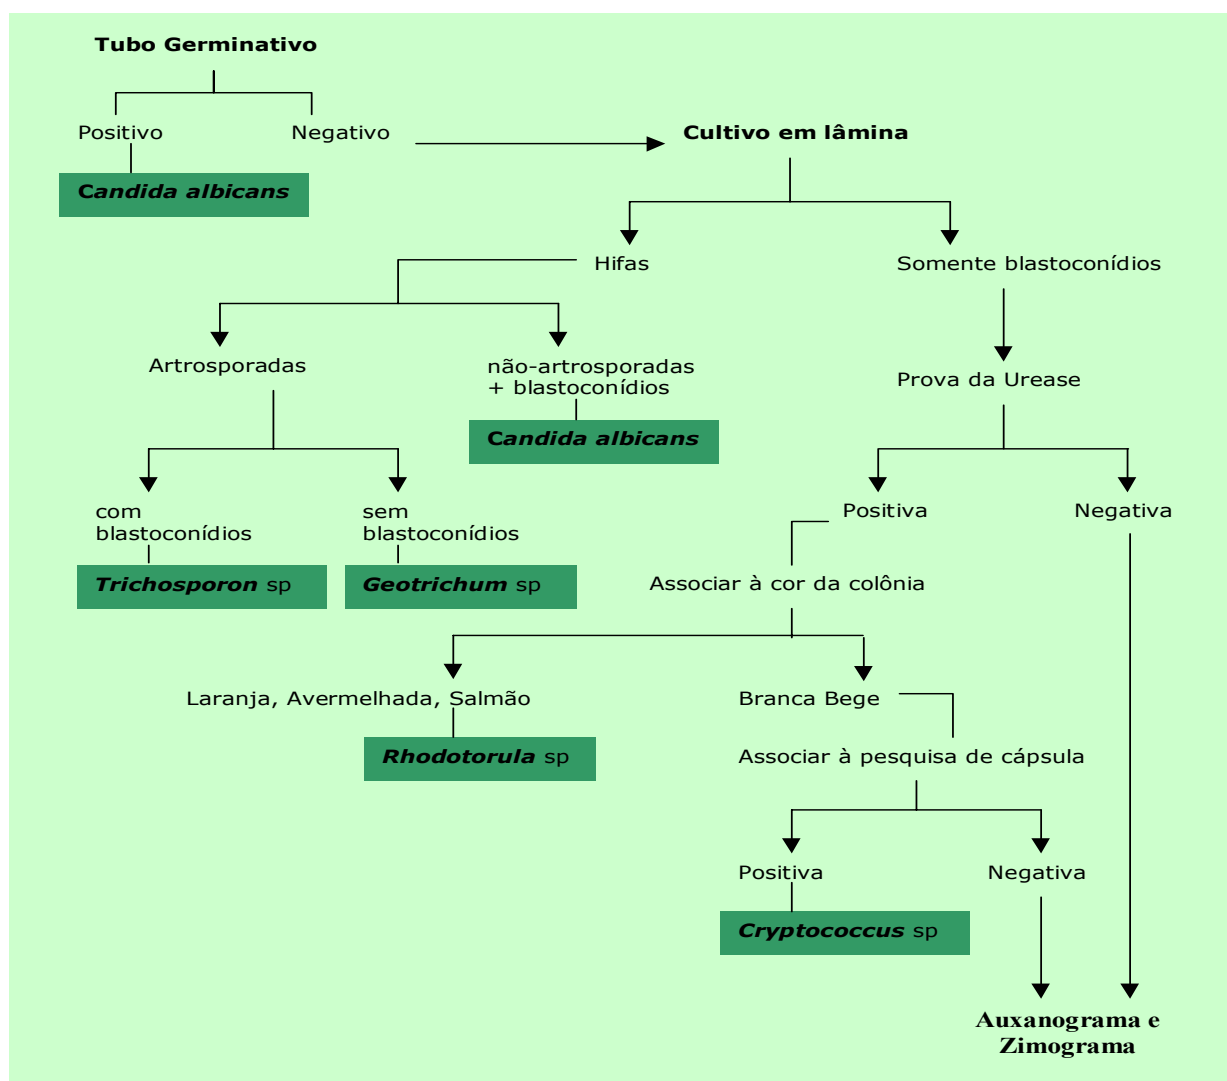 Tubo Germinativo
Positivo
Negativo
Cultivo em lâmina
Candida albicans
Hifas
Somente blastoconídios
Artrosporadas
não-artrosporadas
+ blastoconídios
Prova da Urease
Candida albicans
com
blastoconídios
sem
blastoconídios
Positiva
Negativa
Trichosporon sp
Geotrichum sp
Associar à cor da colônia
Laranja, Avermelhada, Salmão
Branca Bege
Rhodotorula sp
Associar à pesquisa de cápsula
Positiva
Negativa
Cryptococcus sp
Auxanograma e
Zimograma